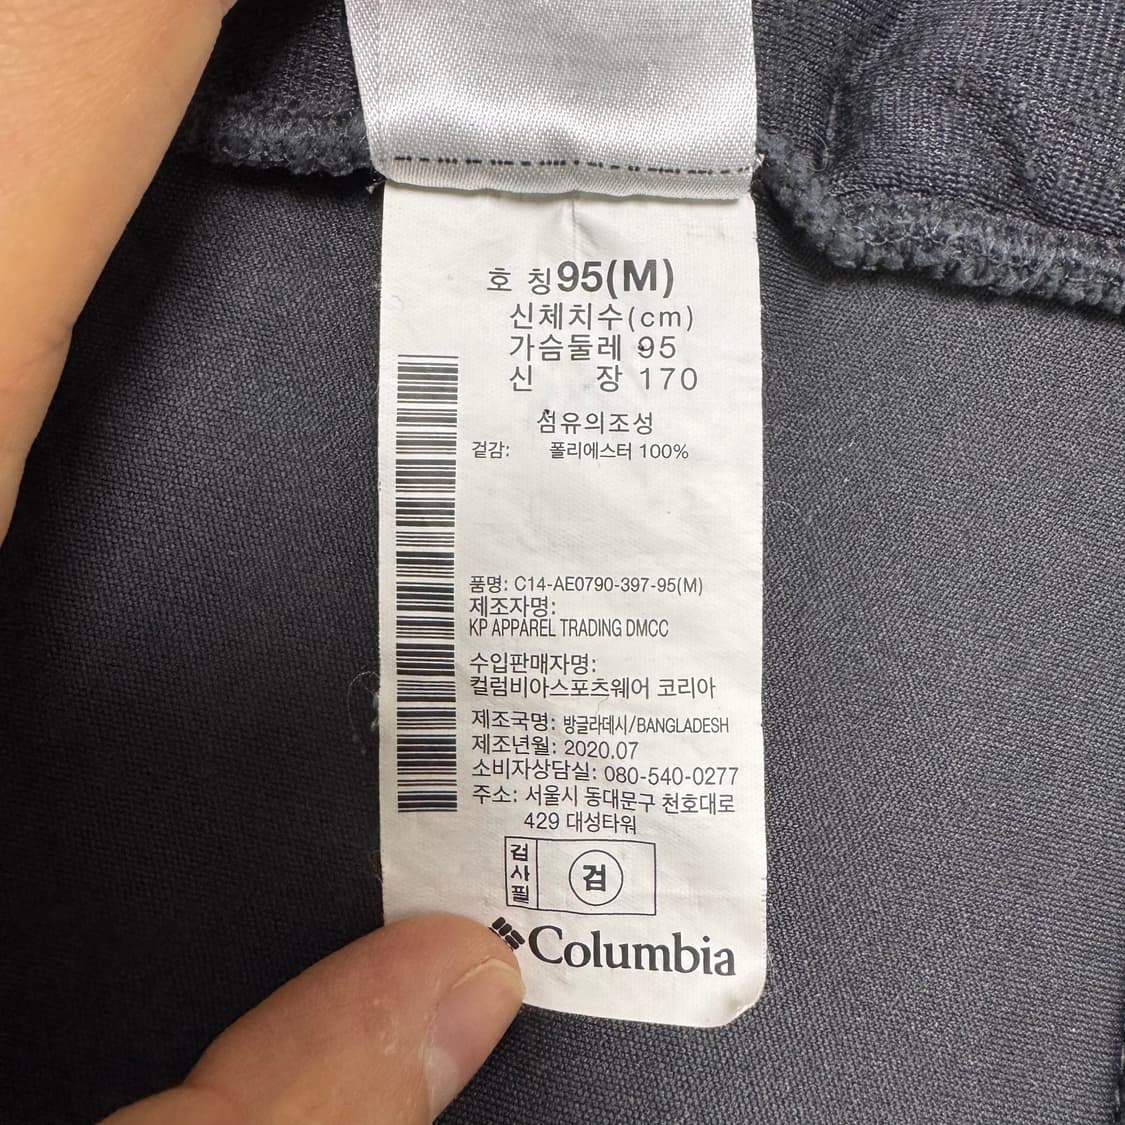 호 칭 95(M)
신체치수(cm)
가슴둘레 95
신 장 170
섬유의조성
겉감: 폴리에스터 100%
품명: C14-AE0790-397-95(M)
제조자명:
KP APPAREL TRADING DMCC
수입판매자명:
컬럼비아스포츠웨어 코리아
제조국명: 방글라데시/BANGLADESH
제조년월: 2020.07
소비자상담실: 080-540-0277
주소: 서울시 동대문구 천호대로
429 대성타워
검사필 검
Columbia